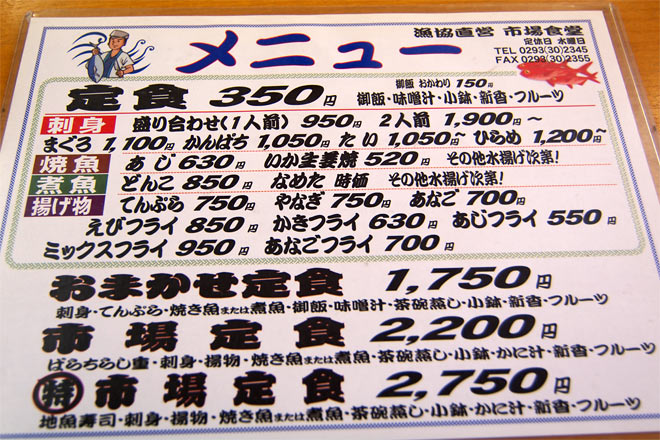 漁協直営 市場食堂
定休日 水曜日
メニュー
TEL 0293(30)2345
FAX 0293(30)2355
御飯 おかわり 150円
定食 350円 御飯・味噌汁・小鉢・新香・フルーツ
刺身 盛り合わせ(1人前) 950円 2人前 1,900円〜
まぐろ 1,100円 かんぱち 1,050円 たい 1,050円〜 ひらめ 1,200円〜
焼魚 あじ 630円 いか生姜焼 520円 その他水揚げ次第!
煮魚 どんこ 850円 なめた 時価 その他水揚げ次第!
揚げ物 てんぷら 750円 やなぎ 750円 あなご 700円
えびフライ 850円 かきフライ 630円 あじフライ 550円
ミックスフライ 950円 あなごフライ 700円
おまかせ定食 1,750円
刺身・てんぷら・焼き魚または煮魚・御飯・味噌汁・茶碗蒸し・小鉢・新香・フルーツ
市場定食 2,200円
ばらちらし重・刺身・揚物・焼き魚または煮魚・茶碗蒸し・小鉢・かに汁・新香・フルーツ
特 市場定食 2,750円
地魚寿司・刺身・揚物・焼き魚または煮魚・茶碗蒸し・小鉢・かに汁・新香・フルーツ